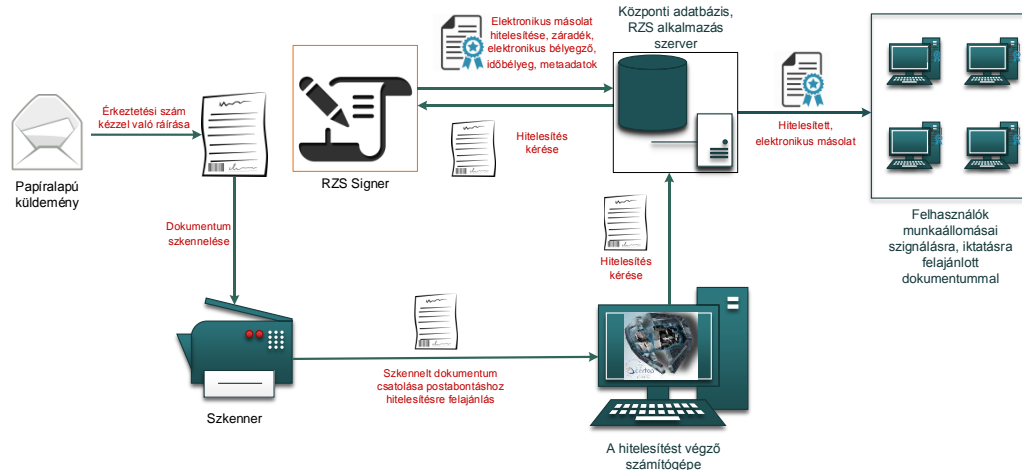 Elektronikus másolat
hitelesítése, záradék,
elektronikus bélyegző,
időbélyeg, metaadatok
Központi adatbázis,
RZS alkalmazás
szerver
Érkeztetési szám
kézzel való ráírása
Papíralapú
küldemény
RZS Signer
Hitelesítés
kérése
Hitelesített,
elektronikus másolat
Dokumentum
szkennelése
Hitelesítés
kérése
Felhasználók
munkaállomásai
szignálásra, iktatásra
felajánlott
dokumentummal
Szkennelt dokumentum
csatolása postabontáshoz
hitelesítésre felajánlás
Szkenner
A hitelesítést végző
számítógépe